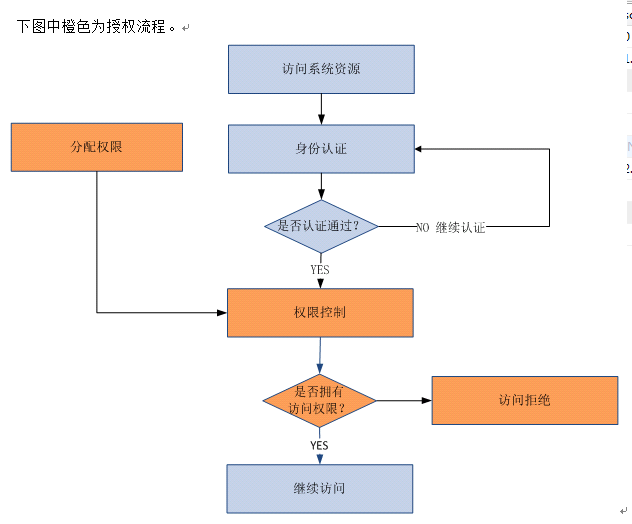 下图中橙色为授权流程。
访问系统资源
分配权限
身份认证
是否认证通过？
NO 继续认证
YES
权限控制
是否拥有
访问权限？
访问拒绝
YES
继续访问